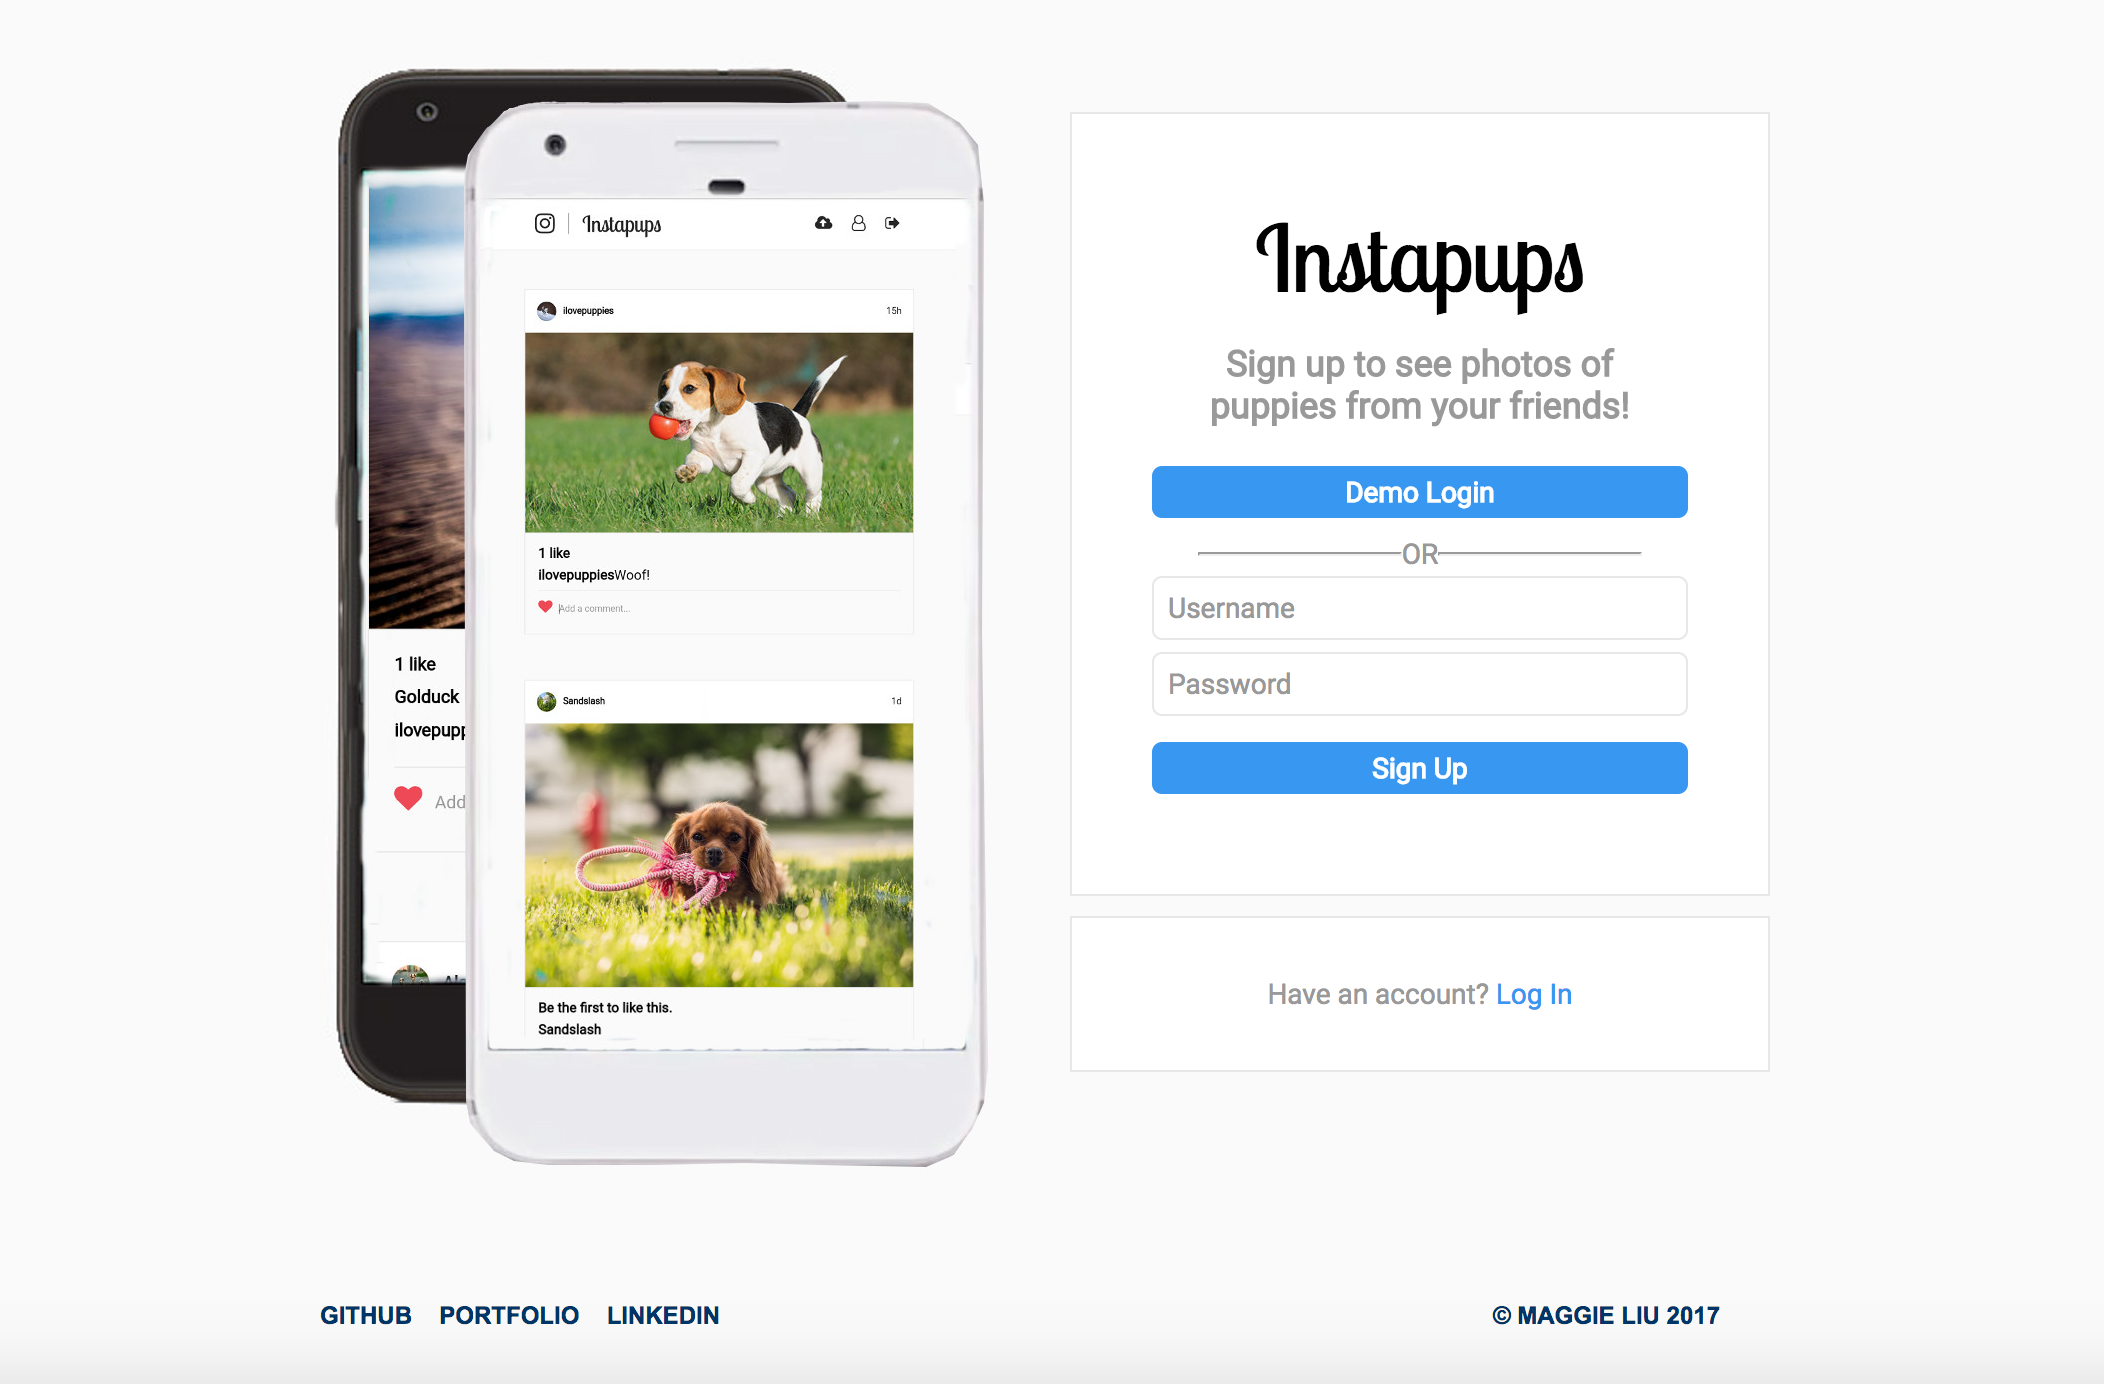 1 like
Golduck
Add
Instapups
ilovepuppies 15h
1 like
ilovepuppiesWoof!
Add a comment...
Sandslash 1d
Be the first to like this.
Sandslash
Instapups
Sign up to see photos of
puppies from your friends!
Demo Login
OR
Username
Password
Sign Up
Have an account? Log In
GITHUB PORTFOLIO LINKEDIN
© MAGGIE LIU 2017